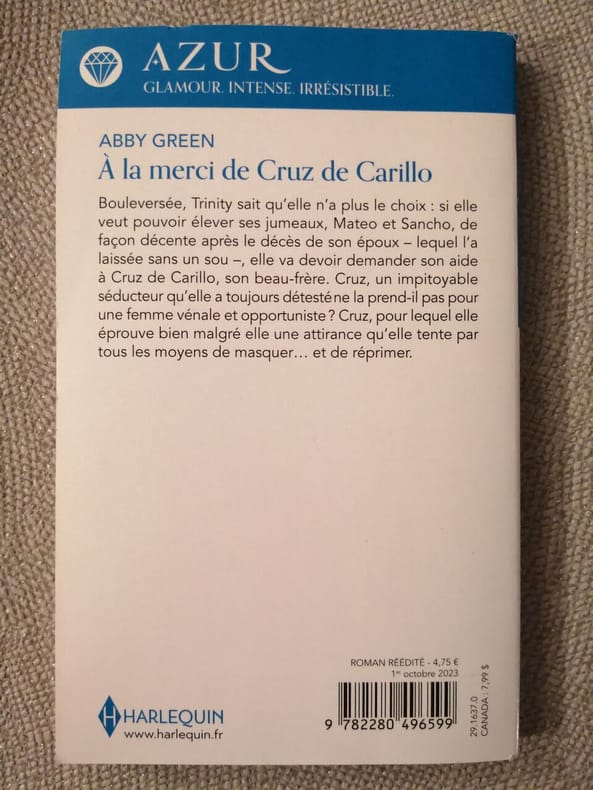 AZUR
GLAMOUR. INTENSE. IRRÉSISTIBLE.
ABBY GREEN
À la merci de Cruz de Carillo
Bouleversée, Trinity sait qu'elle n'a plus le choix : si elle
veut pouvoir élever ses jumeaux, Mateo et Sancho, de
façon décente après le décès de son époux – lequel l'a
laissée sans un sou –, elle va devoir demander son aide
à Cruz de Carillo, son beau-frère. Cruz, un impitoyable
séducteur qu'elle a toujours détesté ne la prend-il pas pour
une femme vénale et opportuniste ? Cruz, pour lequel elle
éprouve bien malgré elle une attirance qu'elle tente par
tous les moyens de masquer… et de réprimer.
ROMAN RÉÉDITÉ - 4,75 €
1er octobre 2023
9 782280 496599
29.1637.0
CANADA : 7,99 $
HARLEQUIN
www.harlequin.fr